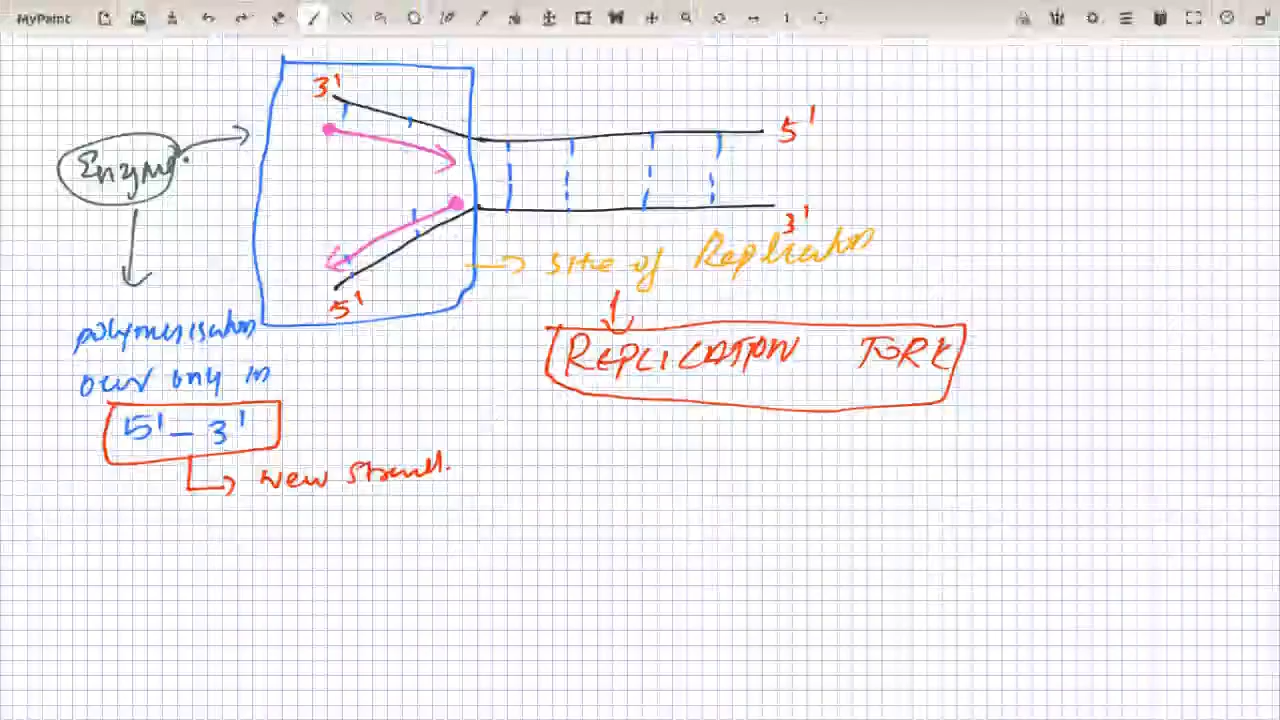 MyPaint
3'
5'
Enzyme.
3'
site of Replication
5'
polymerisation
occur only in
REPLICATION FORK
5' - 3'
New strand.